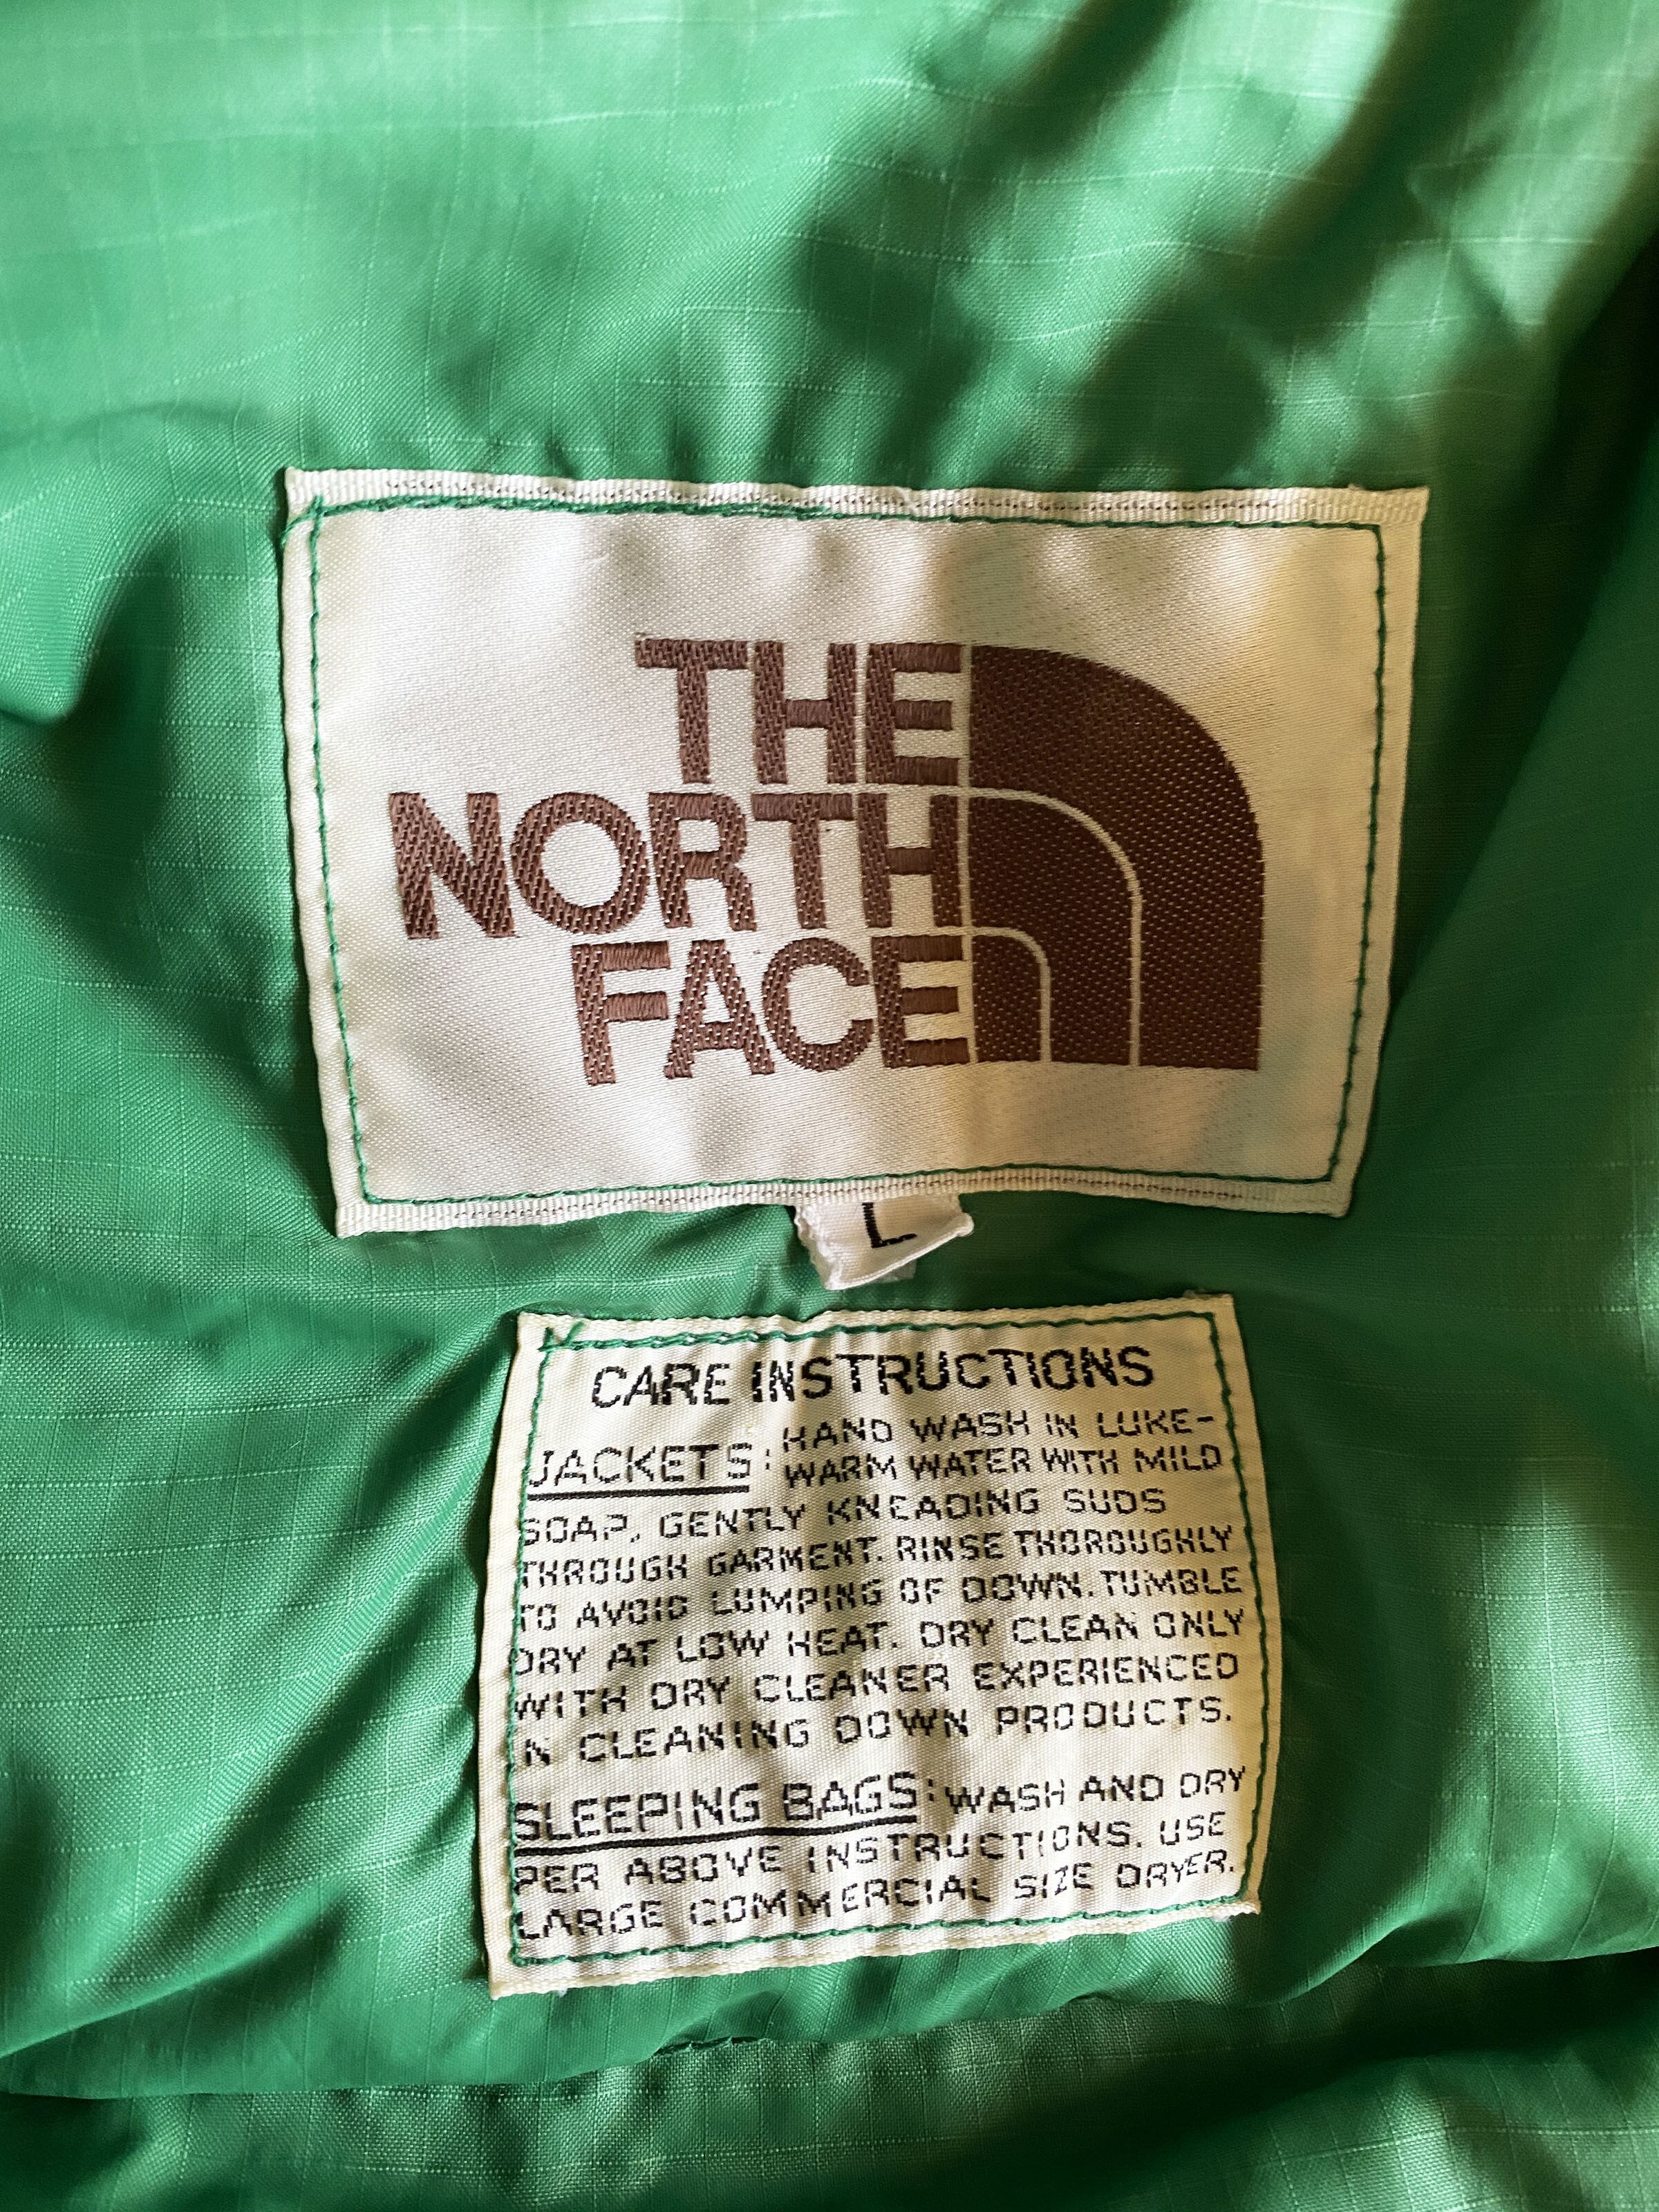 THE
NORTH
FACE
L
CARE INSTRUCTIONS
JACKETS: HAND WASH IN LUKE-
WARM WATER WITH MILD
SOAP, GENTLY KNEADING SUDS
THROUGH GARMENT. RINSE THOROUGHLY
TO AVOID LUMPING OF DOWN. TUMBLE
DRY AT LOW HEAT. DRY CLEAN ONLY
WITH DRY CLEANER EXPERIENCED
N CLEANING DOWN PRODUCTS.
SLEEPING BAGS: WASH AND DRY
PER ABOVE INSTRUCTIONS. USE
LARGE COMMERCIAL SIZE DRYER.